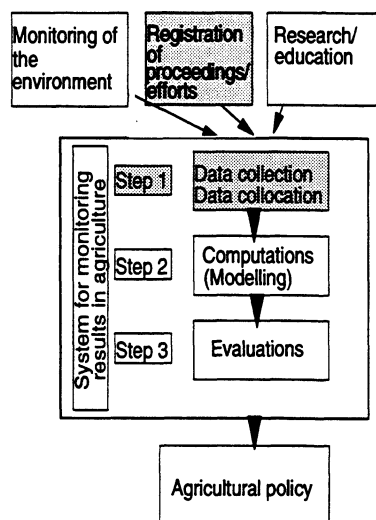 Monitoring of
the
environment
Registration
of
proceedings/
efforts
Research/
education
System for monitoring
results in agriculture
Step 1
Data collection
Data collocation
Step 2
Computations
(Modelling)
Step 3
Evaluations
Agricultural policy